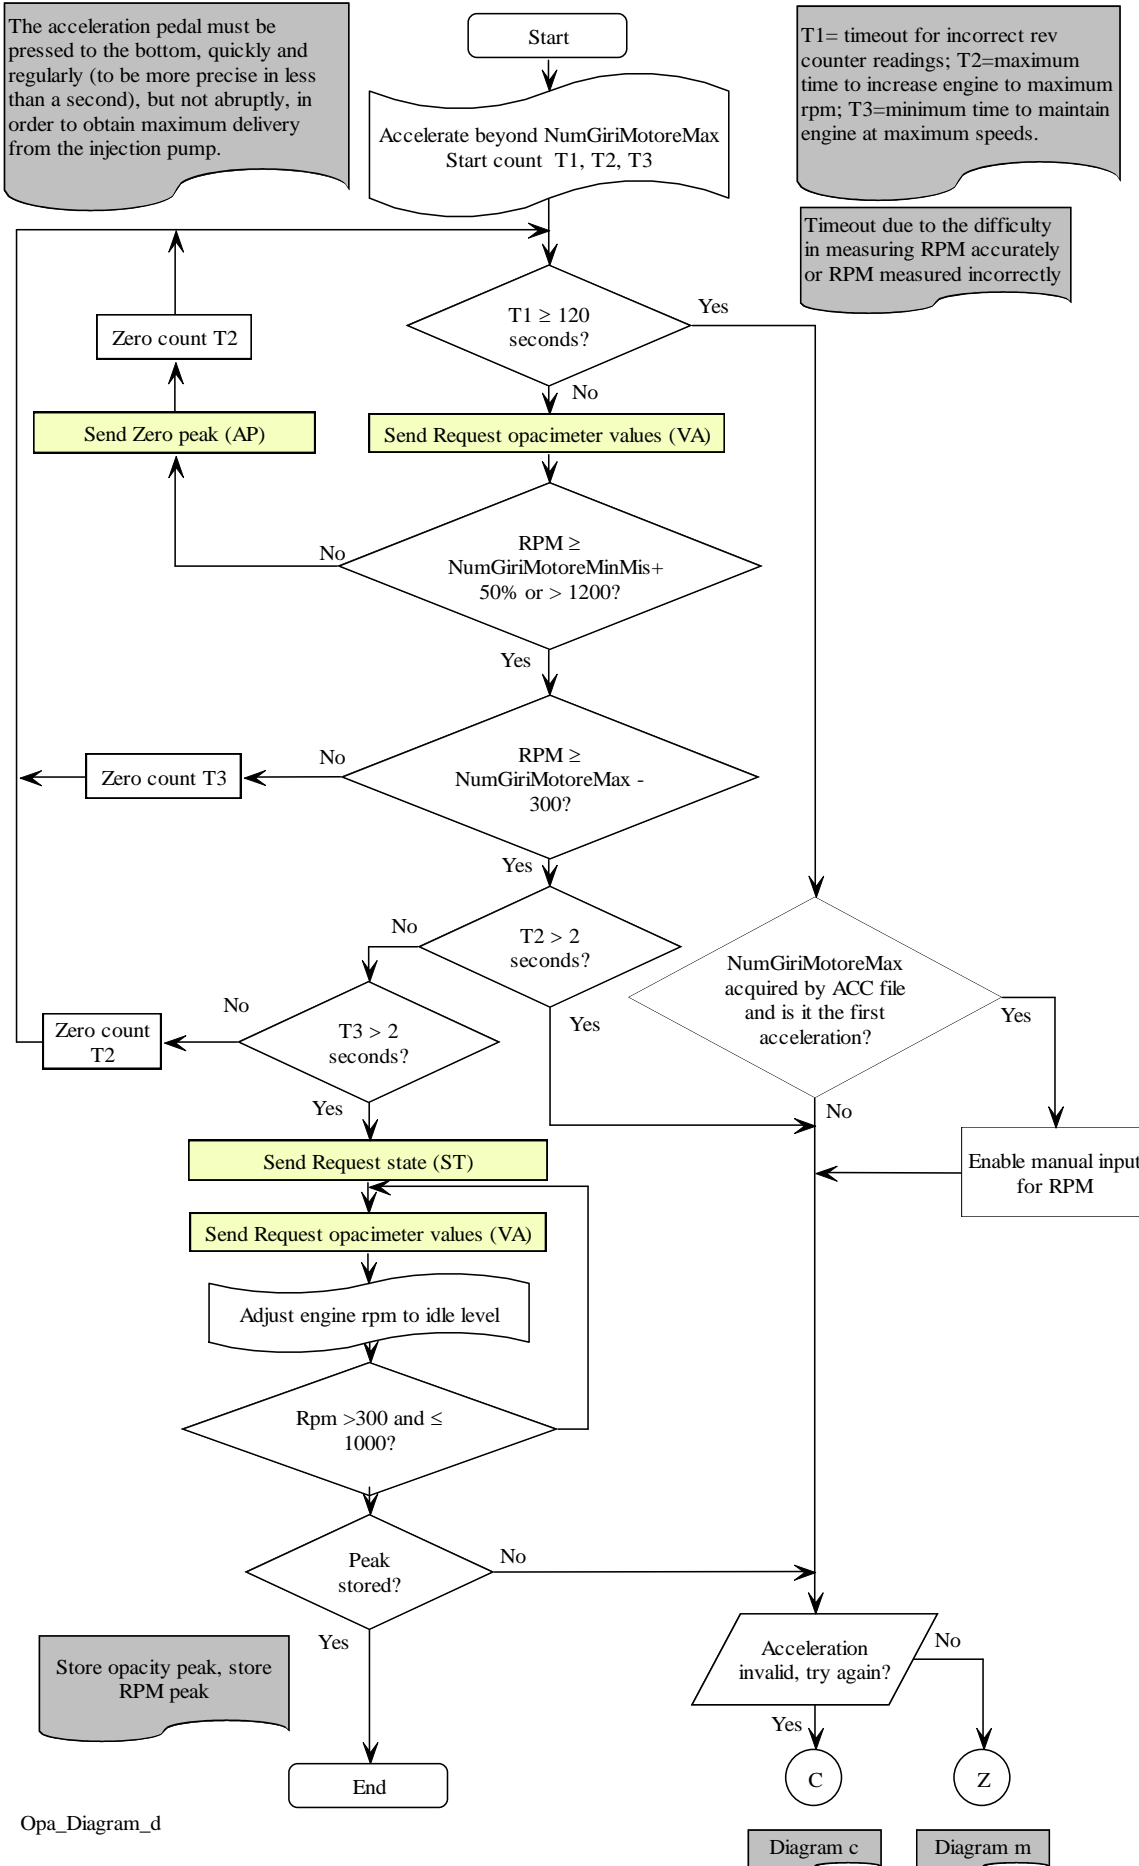 The acceleration pedal must be
pressed to the bottom, quickly and
regularly (to be more precise in less
than a second), but not abruptly, in
order to obtain maximum delivery
from the injection pump.
Start
T1= timeout for incorrect rev
counter readings; T2=maximum
time to increase engine to maximum
rpm; T3=minimum time to maintain
engine at maximum speeds.
Accelerate beyond NumGiriMotoreMax
Start count T1, T2, T3
Timeout due to the difficulty
in measuring RPM accurately
or RPM measured incorrectly
T1 ≥ 120
seconds?
Yes
No
Zero count T2
Send Zero peak (AP)
Send Request opacimeter values (VA)
RPM ≥
NumGiriMotoreMinMis+
50% or > 1200?
No
Yes
RPM ≥
NumGiriMotoreMax -
300?
No
Zero count T3
Yes
T2 > 2
seconds?
No
Yes
NumGiriMotoreMax
acquired by ACC file
and is it the first
acceleration?
Yes
No
T3 > 2
seconds?
No
Zero count
T2
Yes
Enable manual input
for RPM
Send Request state (ST)
Send Request opacimeter values (VA)
Adjust engine rpm to idle level
Rpm >300 and ≤
1000?
Peak
stored?
No
Yes
Store opacity peak, store
RPM peak
Acceleration
invalid, try again?
No
Yes
End
C
Z
Opa_Diagram_d
Diagram c
Diagram m